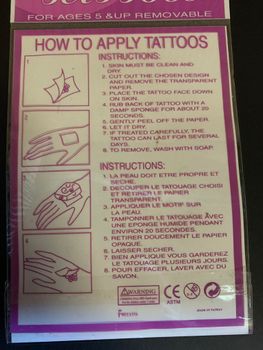 FOR AGES 5 & UP REMOVABLE
HOW TO APPLY TATTOOS
INSTRUCTIONS:
1. SKIN MUST BE CLEAN AND
DRY.
2. CUT OUT THE CHOSEN DESIGN
AND REMOVE THE TRANSPARENT
PAPER.
3. PLACE THE TATTOO FACE DOWN
ON SKIN.
4. RUB BACK OF TATTOO WITH A
DAMP SPONGE FOR ABOUT 20
SECONDS.
5. GENTLY PEEL OFF THE PAPER.
6. LET IT DRY.
7. IF TREATED CAREFULLY, THE
TATTOO CAN LAST FOR SEVERAL
DAYS.
8. TO REMOVE, WASH WITH SOAP.
INSTRUCTIONS:
1. LA PEAU DOIT ETRE PROPRE ET
SECHE.
2. DECOUPER LE TATOUAGE CHOISI
ET RETIRER LE PAPIER
TRANSPARENT.
3. APPLIQUER LE MOTIF SUR
LA PEAU.
4. TAMPONNER LE TATOUAGE AVEC
UNE EPONGE HUMIDE PENDANT
ENVIRON 20 SECONDES.
5. RETIRER DOUCEMENT LE PAPIER
OPAQUE.
6. LAISSER SECHER.
7. BIEN APPLIQUE VOUS GARDEREZ
LE TATOUAGE PLUSIEURS JOURS.
8. POUR EFFACER, LAVER AVEC DU
SAVON.
1
2
3
4
WARNING
CE
ASTM
MADE IN TAIWAN